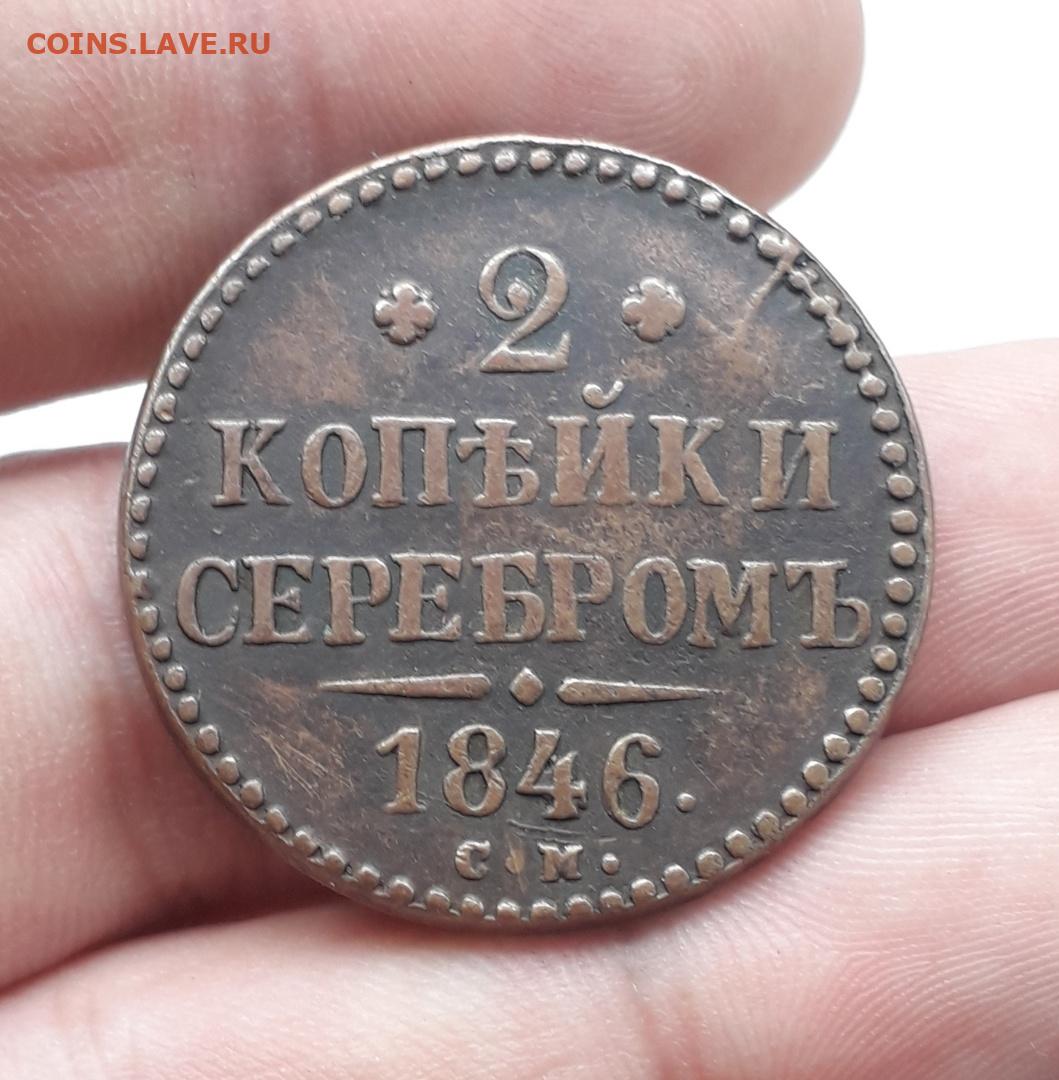 COINS.LAVE.RU
2
КОПѢЙКИ
СЕРЕБРОМЪ
1846.
С.М.